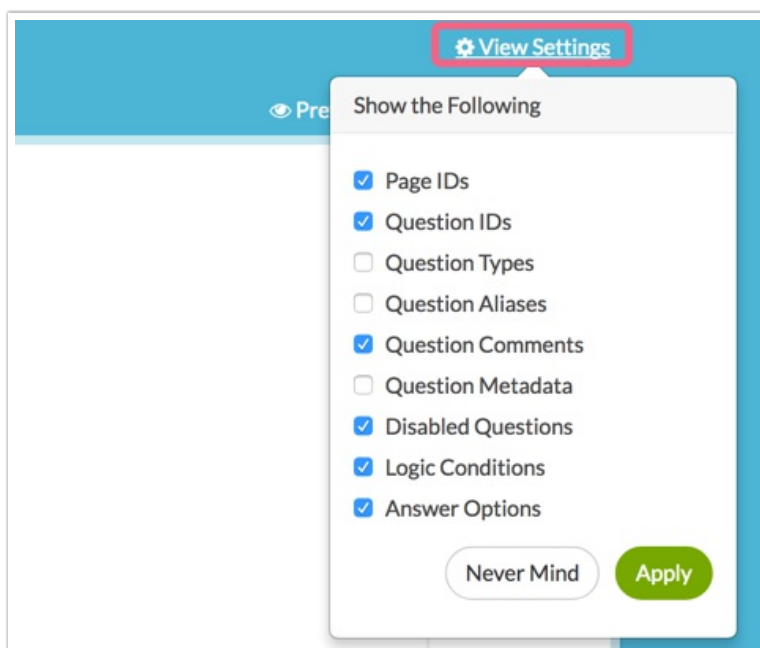 View Settings
Pre
Show the Following
Page IDs
Question IDs
Question Types
Question Aliases
Question Comments
Question Metadata
Disabled Questions
Logic Conditions
Answer Options
Never Mind Apply